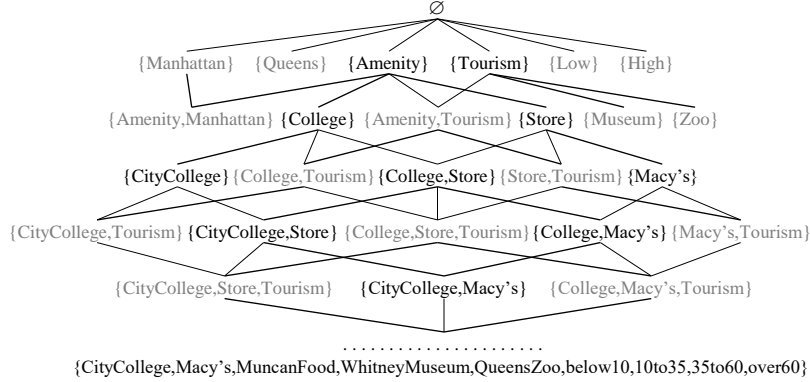 ∅
{Manhattan} {Queens} {Amenity} {Tourism} {Low} {High}
{Amenity,Manhattan} {College} {Amenity,Tourism} {Store} {Museum} {Zoo}
{CityCollege} {College,Tourism} {College,Store} {Store,Tourism} {Macy's}
{CityCollege,Tourism} {CityCollege,Store} {College,Store,Tourism} {College,Macy's} {Macy's,Tourism}
{CityCollege,Store,Tourism} {CityCollege,Macy's} {College,Macy's,Tourism}
. . . . . . . . . . . . . . . . . . . . . .
{CityCollege,Macy's,MuncanFood,WhitneyMuseum,QueensZoo,below10,10to35,35to60,over60}